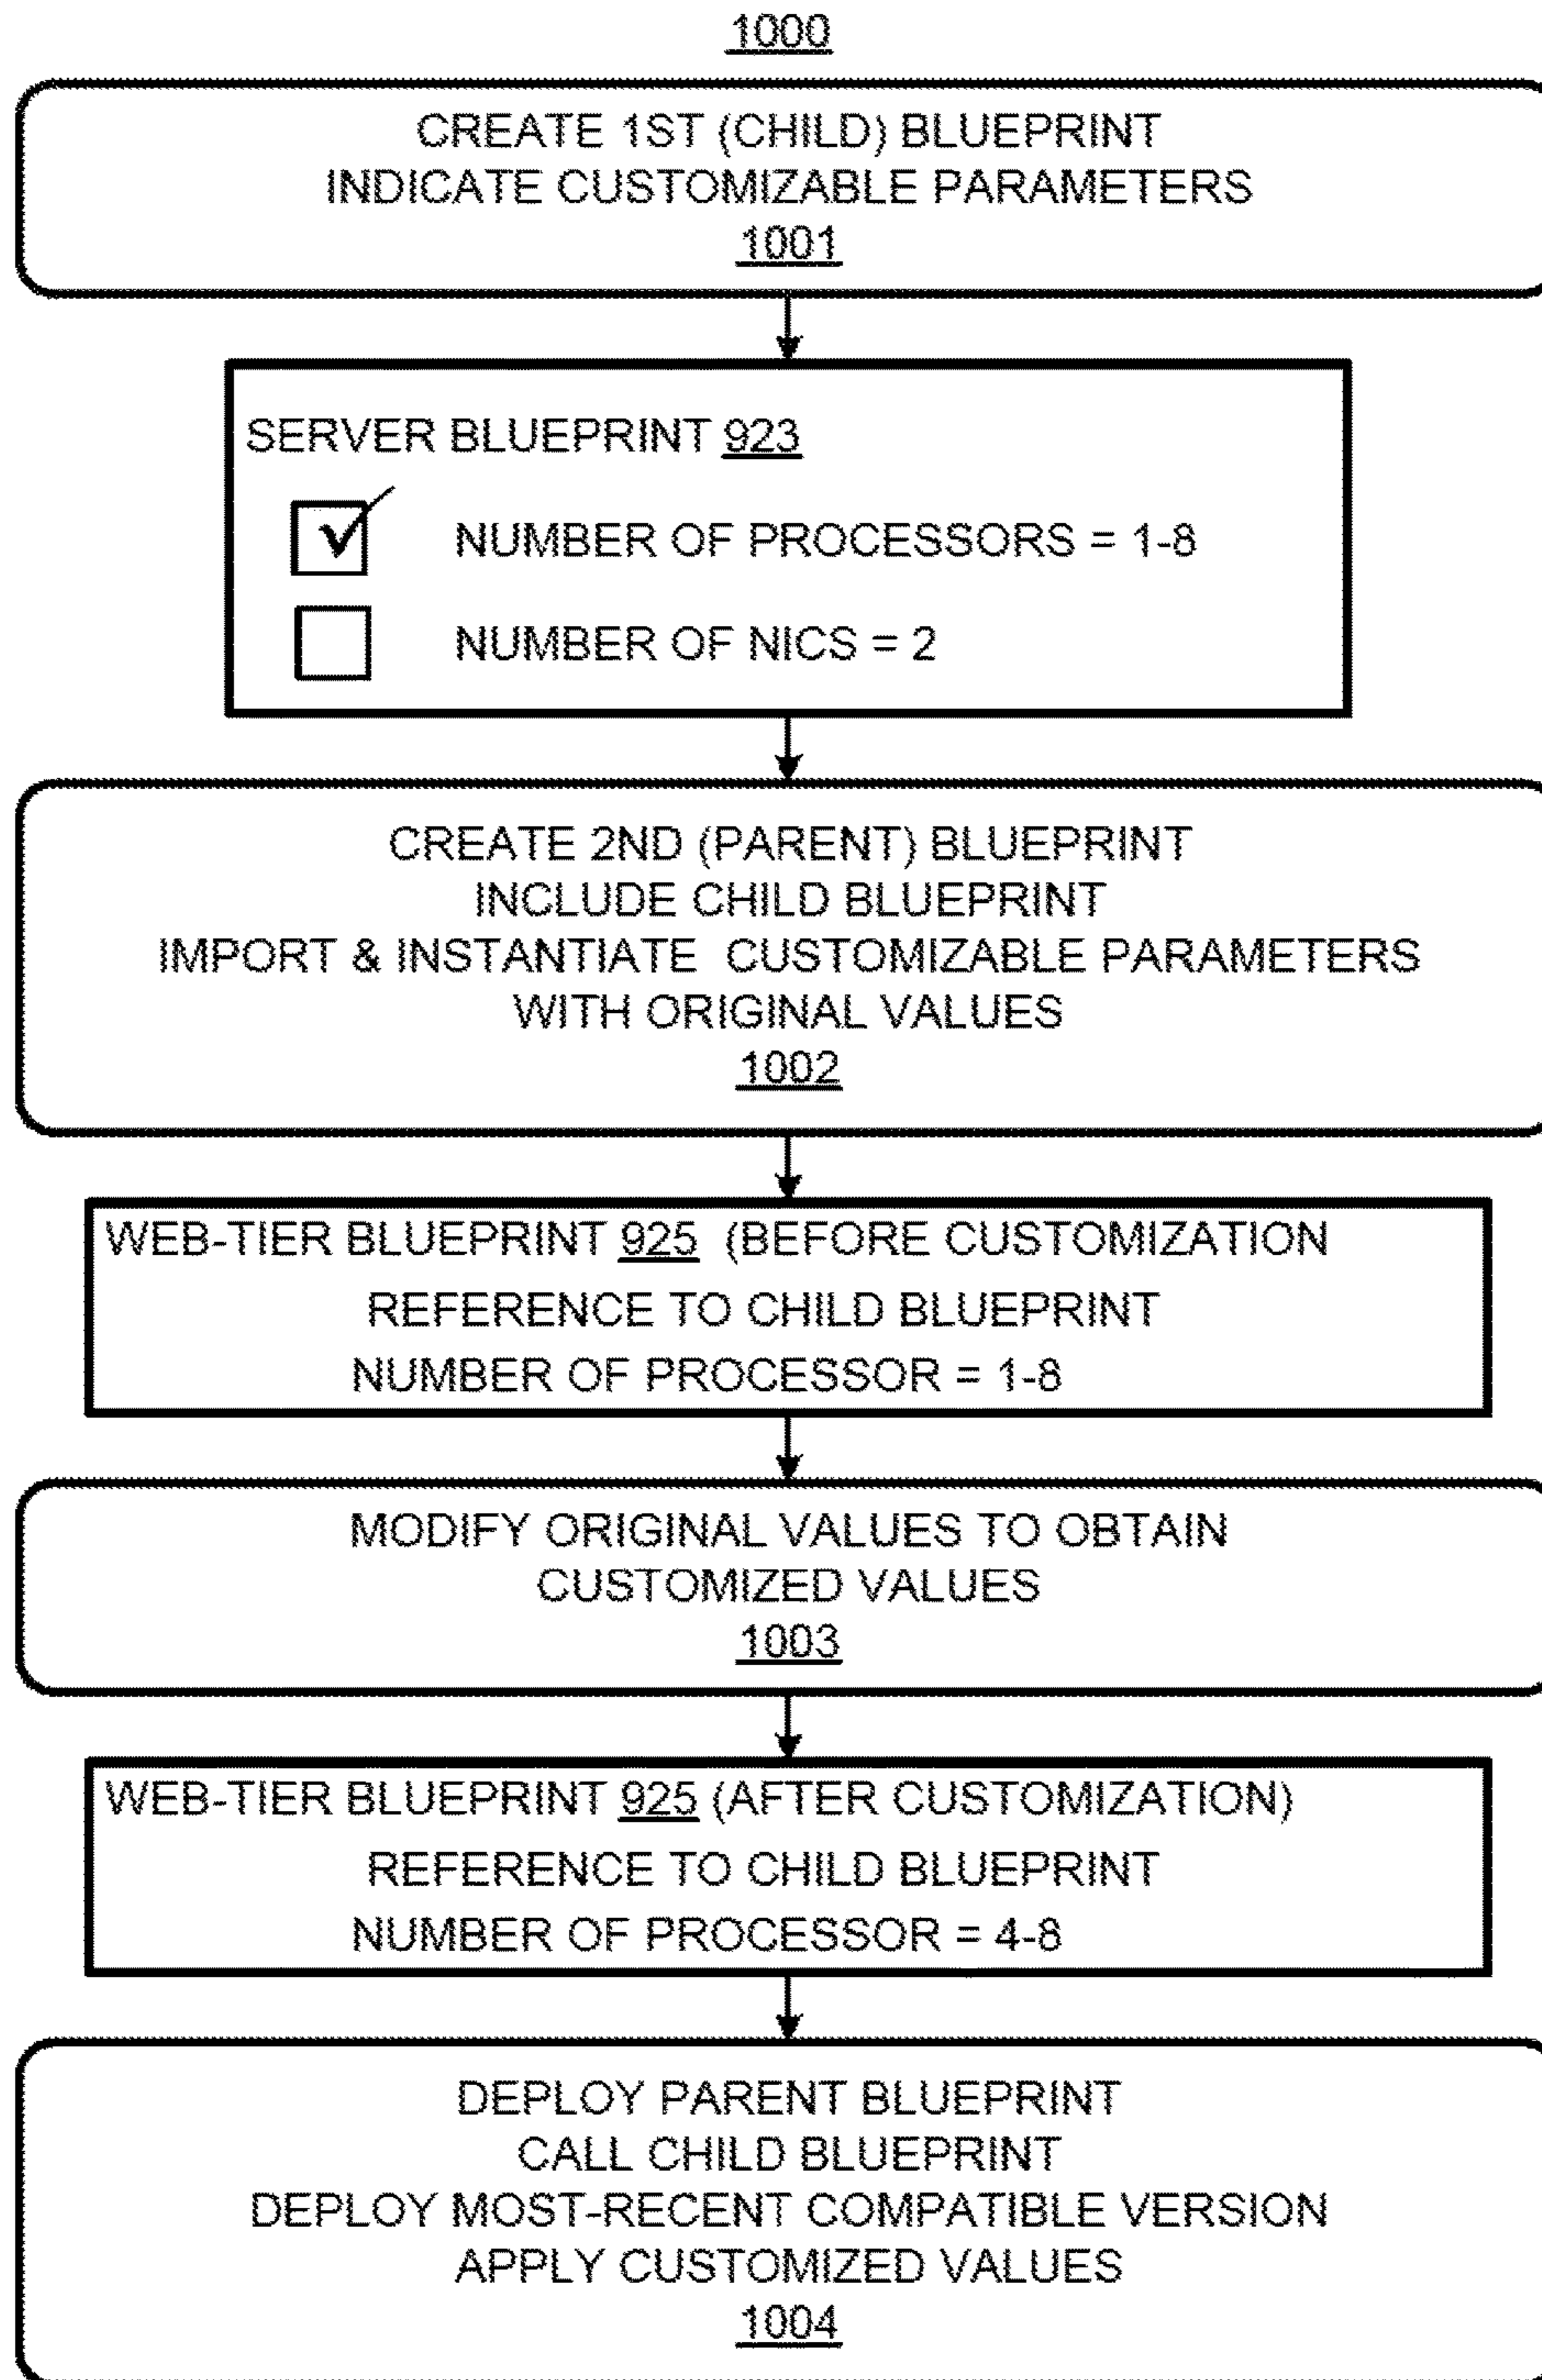 1000
CREATE 1ST (CHILD) BLUEPRINT
INDICATE CUSTOMIZABLE PARAMETERS
1001
SERVER BLUEPRINT 923
NUMBER OF PROCESSORS = 1-8
NUMBER OF NICS = 2
CREATE 2ND (PARENT) BLUEPRINT
INCLUDE CHILD BLUEPRINT
IMPORT & INSTANTIATE CUSTOMIZABLE PARAMETERS
WITH ORIGINAL VALUES
1002
WEB-TIER BLUEPRINT 925 (BEFORE CUSTOMIZATION
REFERENCE TO CHILD BLUEPRINT
NUMBER OF PROCESSOR = 1-8
MODIFY ORIGINAL VALUES TO OBTAIN
CUSTOMIZED VALUES
1003
WEB-TIER BLUEPRINT 925 (AFTER CUSTOMIZATION)
REFERENCE TO CHILD BLUEPRINT
NUMBER OF PROCESSOR = 4-8
DEPLOY PARENT BLUEPRINT
CALL CHILD BLUEPRINT
DEPLOY MOST-RECENT COMPATIBLE VERSION
APPLY CUSTOMIZED VALUES
1004